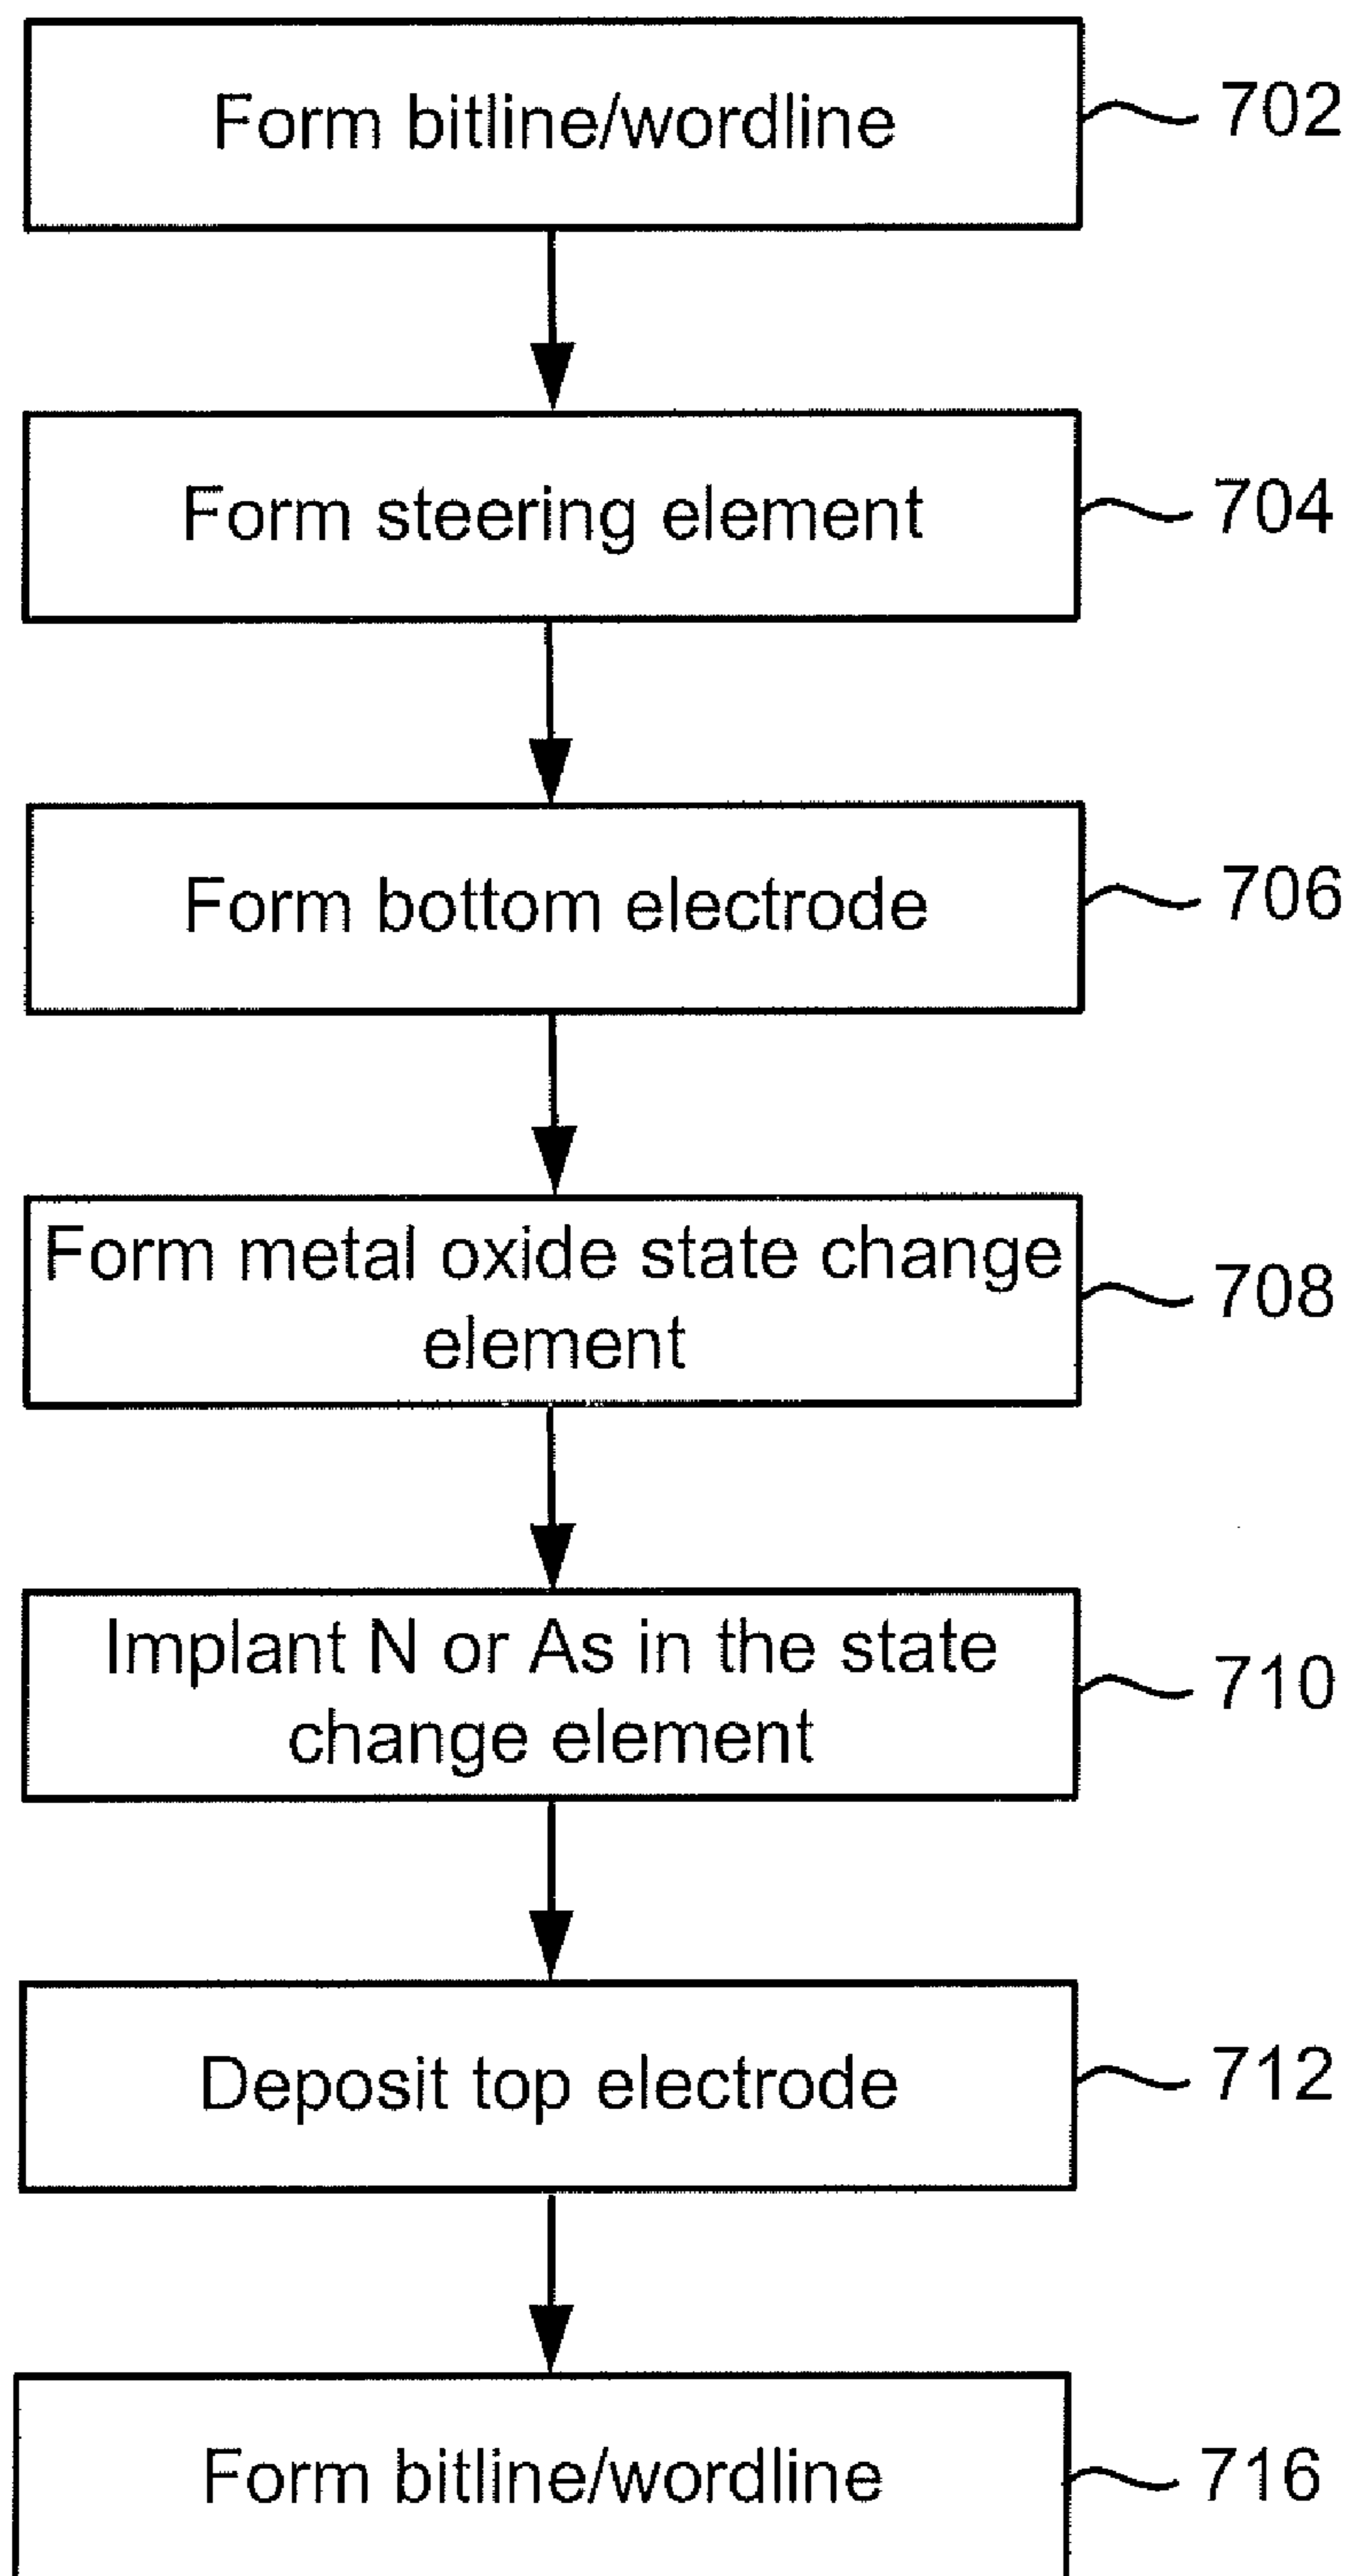 Form bitline/wordline
702
Form steering element
704
Form bottom electrode
706
Form metal oxide state change
element
708
Implant N or As in the state
change element
710
Deposit top electrode
712
Form bitline/wordline
716